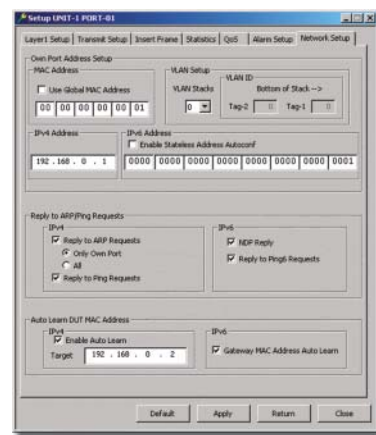 Setup UNIT-1 PORT-01
Layer1 Setup Transmit Setup Insert Frame Statistics QoS Alarm Setup Network Setup
Own Port Address Setup
MAC Address
Use Global MAC Address
00 00 00 00 00 01
VLAN Setup
VLAN Stacks
0
VLAN ID
Bottom of Stack -->
Tag-2 0 Tag-1 0
IPv4 Address
192 . 168 . 0 . 1
IPv6 Address
Enable Stateless Address Autoconf
0000 0000 0000 0000 0000 0000 0000 0001
Reply to ARP/Ping Requests
IPv4
Reply to ARP Requests
Only Own Port
All
Reply to Ping Requests
IPv6
NDP Reply
Reply to Ping6 Requests
Auto Learn DUT MAC Address
IPv4
Enable Auto Learn
Target 192 . 168 . 0 . 2
IPv6
Gateway MAC Address Auto Learn
Default Apply Return Close